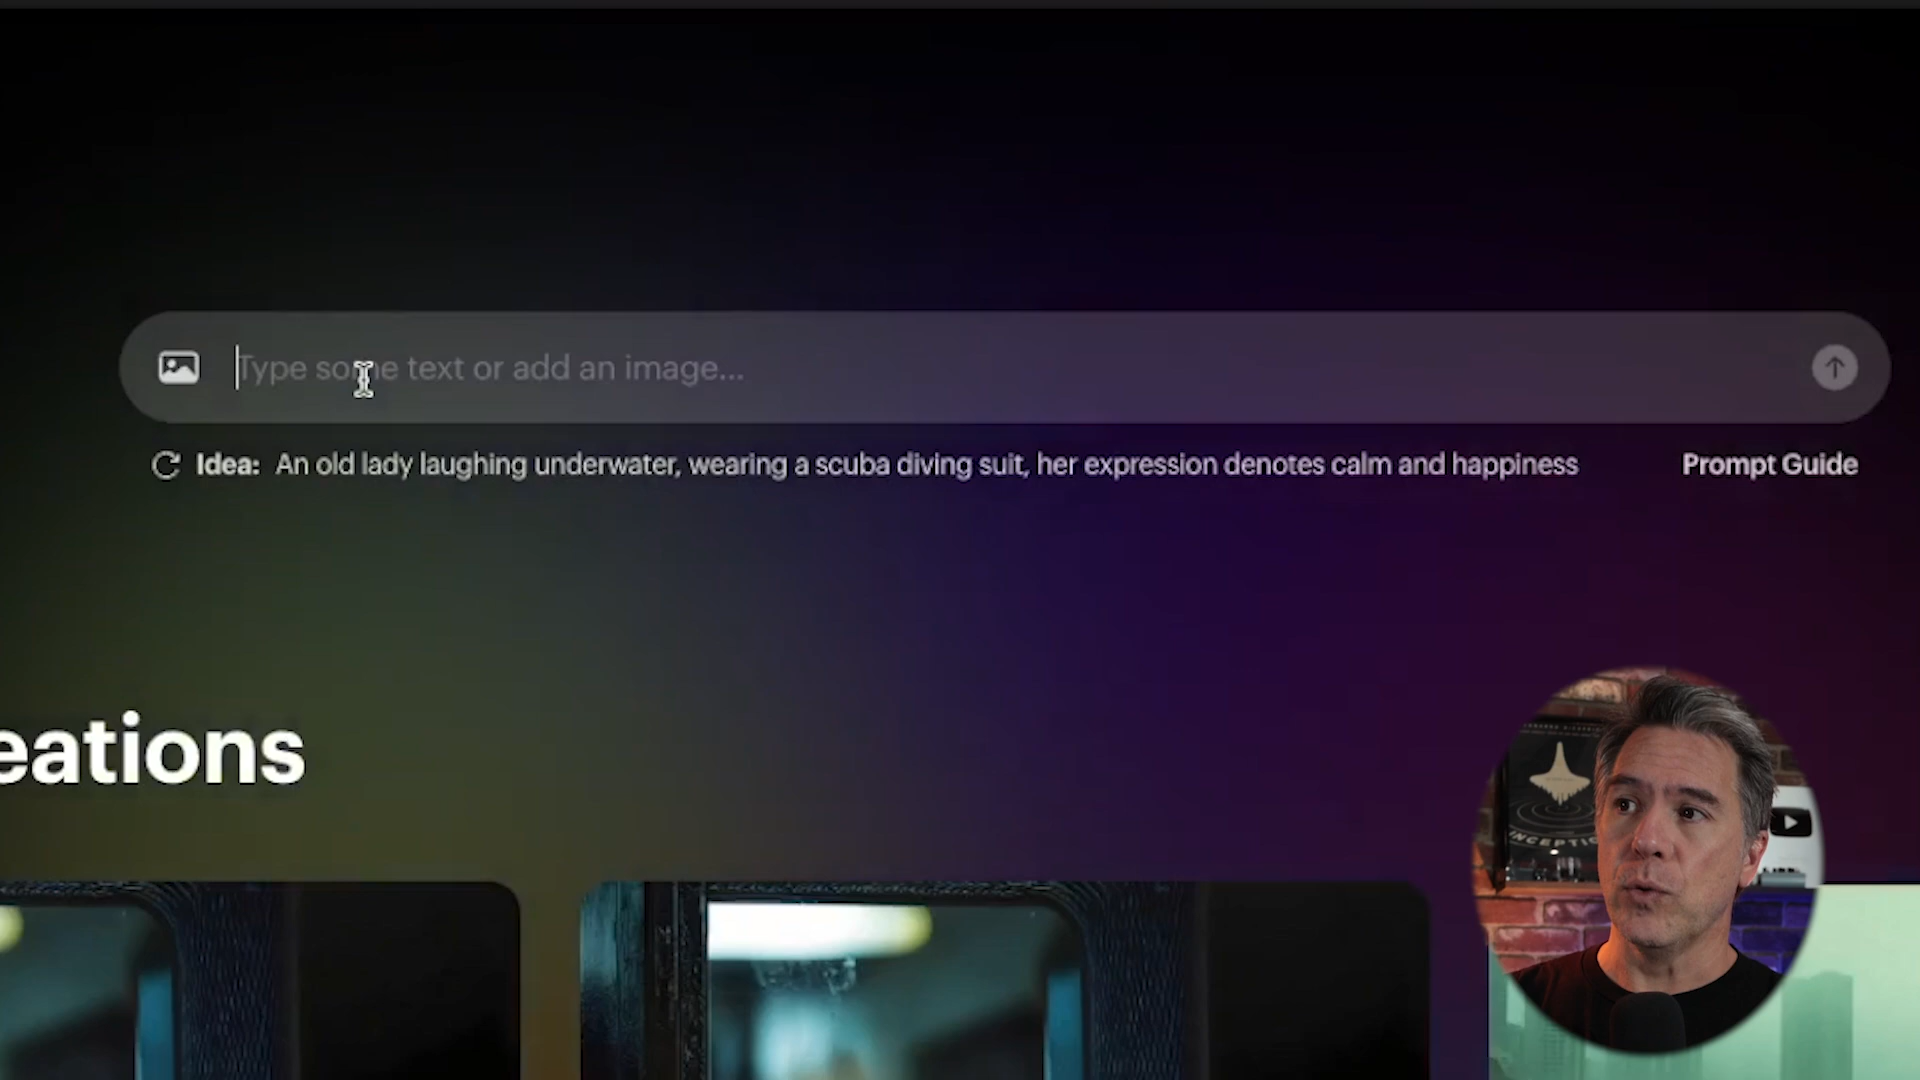 Type some text or add an image...
Idea: An old lady laughing underwater, wearing a scuba diving suit, her expression denotes calm and happiness
Prompt Guide
eations
INCEPTIO